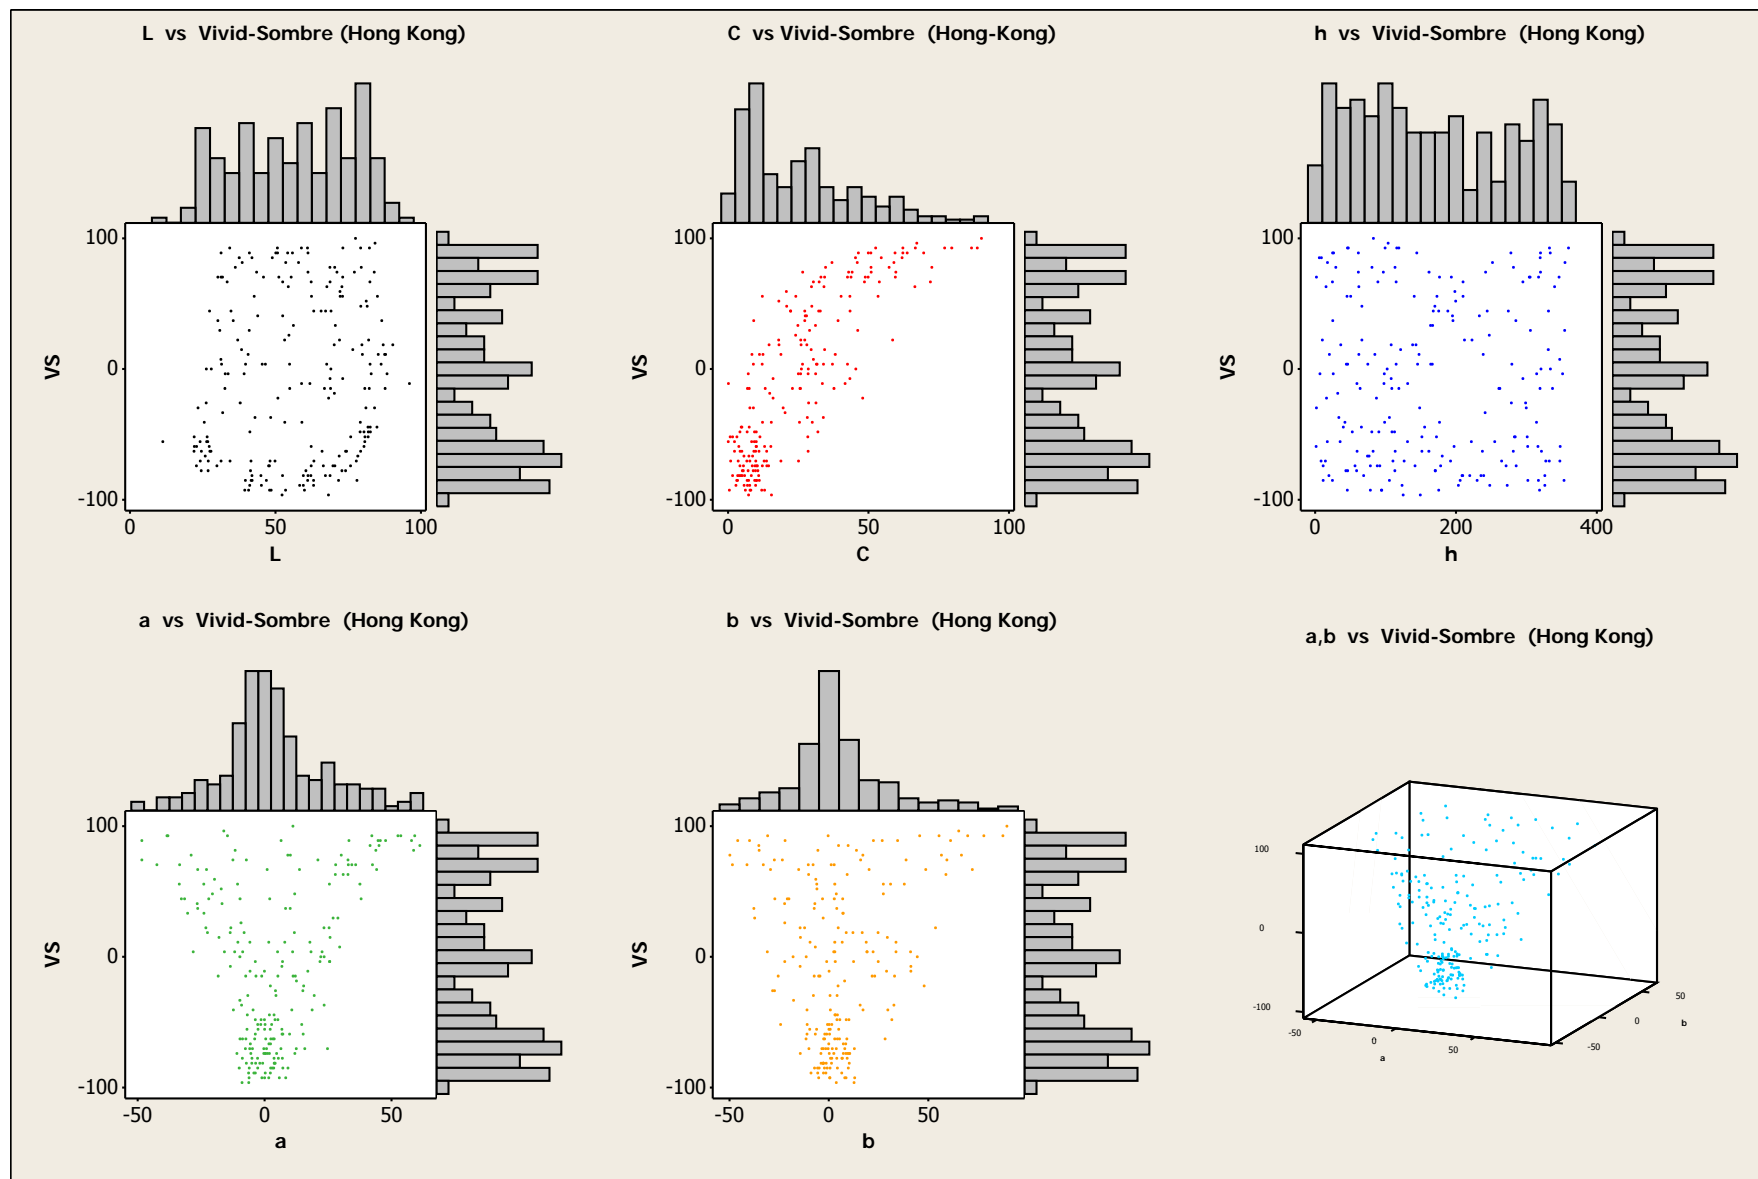 L vs Vivid-Sombre (Hong Kong)
C vs Vivid-Sombre (Hong-Kong)
h vs Vivid-Sombre (Hong Kong)
100
0
-100
VS
0 50 100
L
100
0
-100
VS
0 50 100
C
100
0
-100
VS
0 200 400
h
a vs Vivid-Sombre (Hong Kong)
b vs Vivid-Sombre (Hong Kong)
a,b vs Vivid-Sombre (Hong Kong)
100
0
-100
VS
-50 0 50
a
100
0
-100
VS
-50 0 50
b
100
0
-100
-50
0
50
a
-50
0
50
b